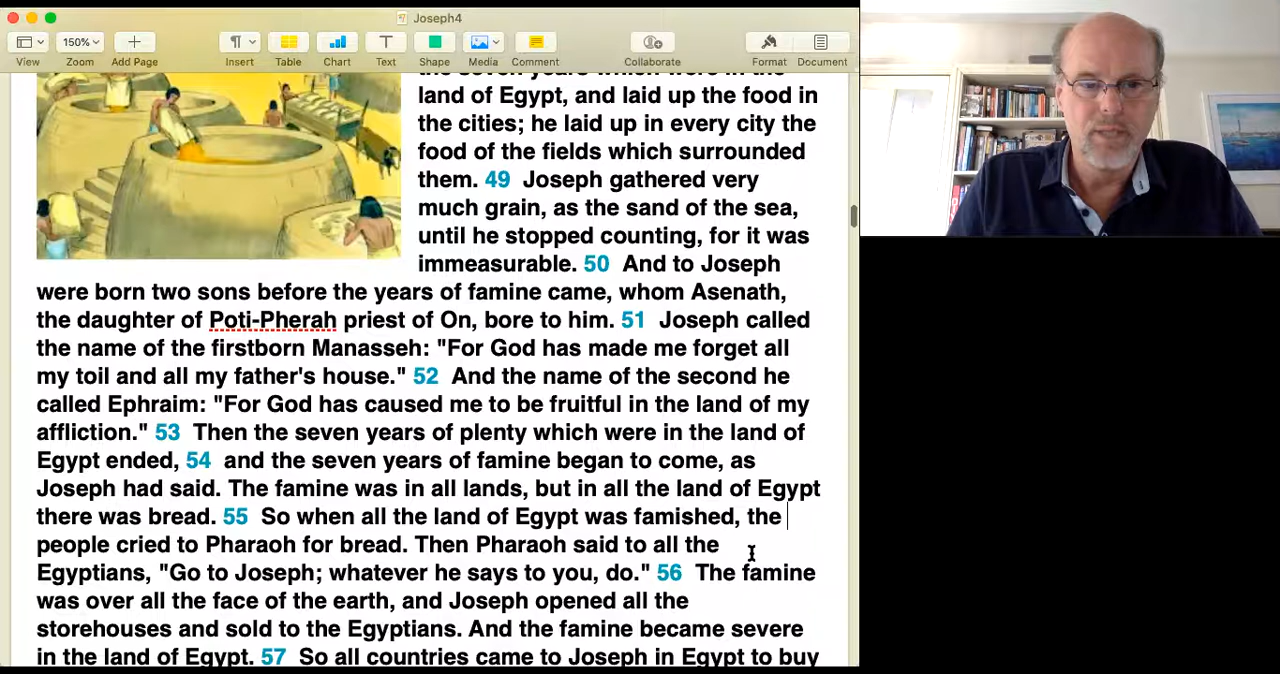 Joseph4
150%
View Zoom Add Page Insert Table Chart Text Shape Media Comment Collaborate Format Document
the seven years which were in the
land of Egypt, and laid up the food in
the cities; he laid up in every city the
food of the fields which surrounded
them. 49 Joseph gathered very
much grain, as the sand of the sea,
until he stopped counting, for it was
immeasurable. 50 And to Joseph
were born two sons before the years of famine came, whom Asenath,
the daughter of Poti-Pherah priest of On, bore to him. 51 Joseph called
the name of the firstborn Manasseh: "For God has made me forget all
my toil and all my father's house." 52 And the name of the second he
called Ephraim: "For God has caused me to be fruitful in the land of my
affliction." 53 Then the seven years of plenty which were in the land of
Egypt ended, 54 and the seven years of famine began to come, as
Joseph had said. The famine was in all lands, but in all the land of Egypt
there was bread. 55 So when all the land of Egypt was famished, the
people cried to Pharaoh for bread. Then Pharaoh said to all the
Egyptians, "Go to Joseph; whatever he says to you, do." 56 The famine
was over all the face of the earth, and Joseph opened all the
storehouses and sold to the Egyptians. And the famine became severe
in the land of Egypt. 57 So all countries came to Joseph in Egypt to buy